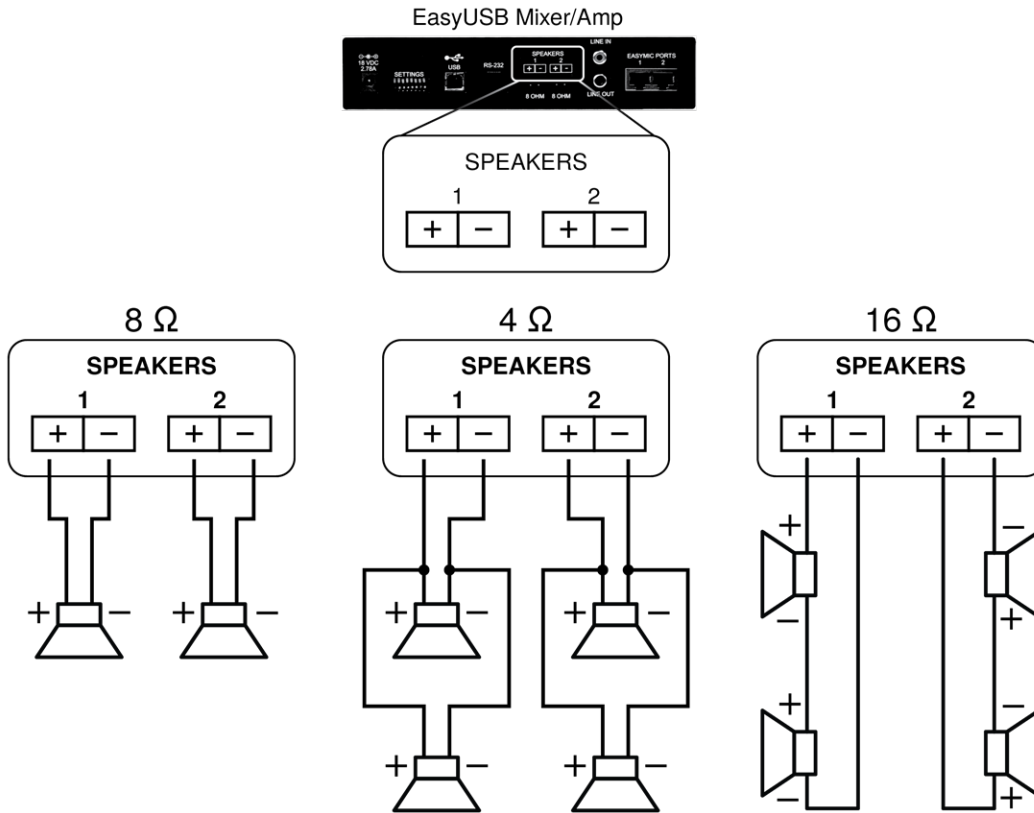 EasyUSB Mixer/Amp
LINE IN
SPEAKERS
1 2
+ - + -
EASYMIC PORTS
1 2
18 VDC
2.78A
SETTINGS
USB
RS-232
8 OHM 8 OHM
LINE OUT
SPEAKERS
1 2
+ − + −
8 Ω
SPEAKERS
1 2
+ − + −
+ − + −
4 Ω
SPEAKERS
1 2
+ − + −
+ − + −
+ − + −
16 Ω
SPEAKERS
1 2
+ − + −
+ −
− +
+ −
− +